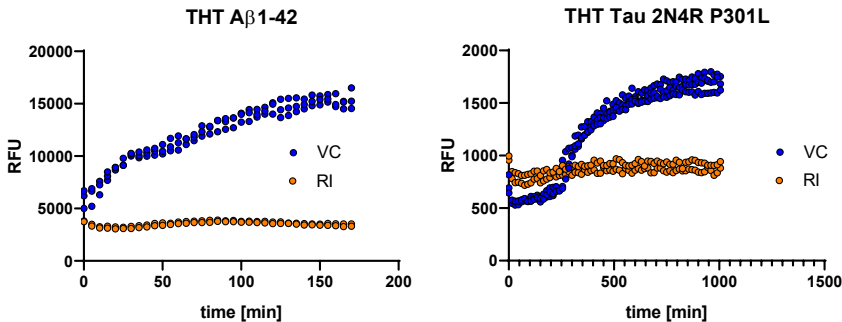 THT Aβ1-42
20000
15000
10000
5000
0
RFU
0 50 100 150 200
time [min]
VC
RI
THT Tau 2N4R P301L
2000
1500
1000
500
0
RFU
0 500 1000 1500
time [min]
VC
RI